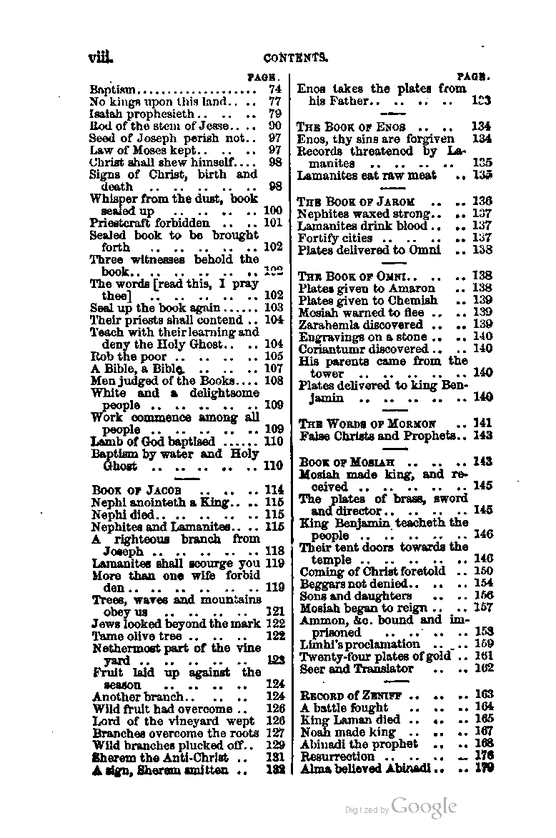 viii.
CONTENTS.
PAGE.
Baptism................... 74
No kings upon this land.. .. 77
Isaiah prophesieth .. .. .. 79
Rod of the stem of Jesse.. .. 90
Seed of Joseph perish not.. 97
Law of Moses kept.. .. .. 97
Christ shall shew himself.... 98
Signs of Christ, birth and
death .. .. .. .. .. 98
Whisper from the dust, book
sealed up .. .. .. .. 100
Priestcraft forbidden .. .. 101
Sealed book to be brought
forth .. .. .. .. .. 102
Three witnesses behold the
book.. .. .. .. .. .. 102
The words [read this, I pray
thee] .. .. .. .. .. 102
Seal up the book again ...... 103
Their priests shall contend .. 104
Teach with their learning and
deny the Holy Ghost.. .. 104
Rob the poor .. .. .. .. 105
A Bible, a Bible. .. .. .. 107
Men judged of the Books.... 108
White and a delightsome
people .. .. .. .. .. 109
Work commence among all
people .. .. .. .. .. 109
Lamb of God baptised ...... 110
Baptism by water and Holy
Ghost .. .. .. .. .. 110
BOOK OF JACOB .. .. .. 114
Nephi anointeth a King.. .. 115
Nephi died.. .. .. .. .. 115
Nephites and Lamanites.. .. 115
A righteous branch from
Joseph .. .. .. .. .. 118
Lamanites shall scourge you 119
More than one wife forbid
den .. .. .. .. .. .. 119
Trees, waves and mountains
obey us .. .. .. .. .. 121
Jews looked beyond the mark 122
Tame olive tree .. .. .. 122
Nethermost part of the vine
yard .. .. .. .. .. 123
Fruit laid up against the
season .. .. .. .. .. 124
Another branch.. .. .. .. 124
Wild fruit had overcome .. 126
Lord of the vineyard wept 126
Branches overcome the roots 127
Wild branches plucked off.. 129
Sherem the Anti-Christ .. 131
A sign, Sherem smitten .. 132
PAGE.
Enos takes the plates from
his Father.. .. .. .. 133
THE BOOK OF ENOS .. .. 134
Enos, thy sins are forgiven 134
Records threatened by La-
manites .. .. .. .. 135
Lamanites eat raw meat .. 135
THE BOOK OF JAROM .. .. 136
Nephites waxed strong.. .. 137
Lamanites drink blood .. .. 137
Fortify cities .. .. .. .. 137
Plates delivered to Omni .. 138
THE BOOK OF OMNI.. .. .. 138
Plates given to Amaron .. 138
Plates given to Chemish .. 139
Mosiah warned to flee .. .. 139
Zarahemla discovered .. .. 139
Engravings on a stone .. .. 140
Coriantumr discovered.. .. 140
His parents came from the
tower .. .. .. .. .. 140
Plates delivered to king Ben-
jamin .. .. .. .. .. 140
THE WORDS OF MORMON .. 141
False Christs and Prophets.. 143
BOOK OF MOSIAH .. .. .. 143
Mosiah made king, and re-
ceived .. .. .. .. .. 145
The plates of brass, sword
and director.. .. .. .. 145
King Benjamin teacheth the
people .. .. .. .. .. 146
Their tent doors towards the
temple .. .. .. .. .. 146
Coming of Christ foretold .. 150
Beggars not denied.. .. .. 154
Sons and daughters .. .. 156
Mosiah began to reign .. .. 157
Ammon, &c. bound and im-
prisoned .. .. .. .. 158
Limhi's proclamation .. .. 159
Twenty-four plates of gold .. 161
Seer and Translator .. .. 162
RECORD OF ZENIFF .. .. .. 163
A battle fought .. .. .. 164
King Laman died .. .. .. 165
Noah made king .. .. .. 167
Abinadi the prophet .. .. 168
Resurrection .. .. .. .. 176
Alma believed Abinadi .. .. 179
Digitized by Google